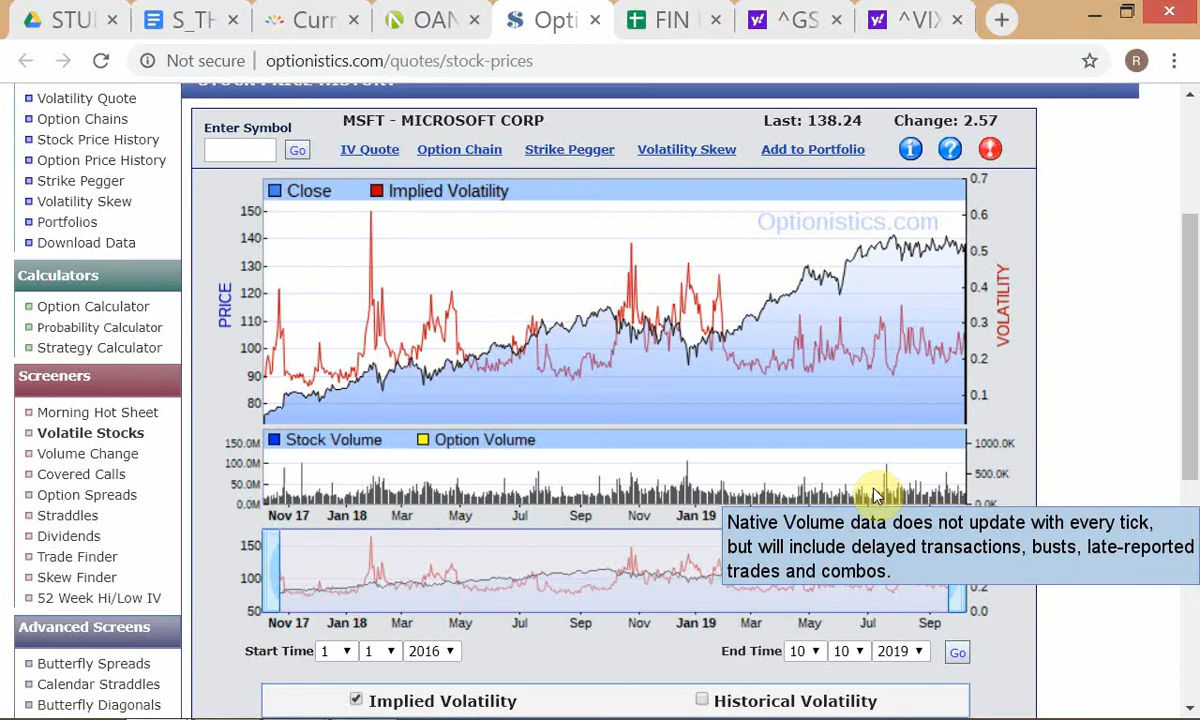 STU
S_TH
Curr
OAN
Opti
FIN
^GS
^VIX
Not secure
optionistics.com/quotes/stock-prices
R
Volatility Quote
Option Chains
Stock Price History
Option Price History
Strike Pegger
Volatility Skew
Portfolios
Download Data
Calculators
Option Calculator
Probability Calculator
Strategy Calculator
Screeners
Morning Hot Sheet
Volatile Stocks
Volume Change
Covered Calls
Option Spreads
Straddles
Dividends
Trade Finder
Skew Finder
52 Week Hi/Low IV
Advanced Screens
Butterfly Spreads
Calendar Straddles
Butterfly Diagonals
STOCK PRICE HISTORY
Enter Symbol
Go
MSFT - MICROSOFT CORP
Last: 138.24
Change: 2.57
IV Quote
Option Chain
Strike Pegger
Volatility Skew
Add to Portfolio
Close
Implied Volatility
Optionistics.com
PRICE
150
140
130
120
110
100
90
80
0.7
0.6
0.5
0.4
0.3
0.2
0.1
VOLATILITY
Stock Volume
Option Volume
150.0M
100.0M
50.0M
0.0M
1000.0K
500.0K
0.0K
Nov 17 Jan 18 Mar May Jul Sep Nov Jan 19
Native Volume data does not update with every tick,
but will include delayed transactions, busts, late-reported
trades and combos.
150
100
50
0.2
0.0
Nov 17 Jan 18 Mar May Jul Sep Nov Jan 19 Mar May Jul Sep
Start Time 1 1 2016
End Time 10 10 2019 Go
Implied Volatility
Historical Volatility